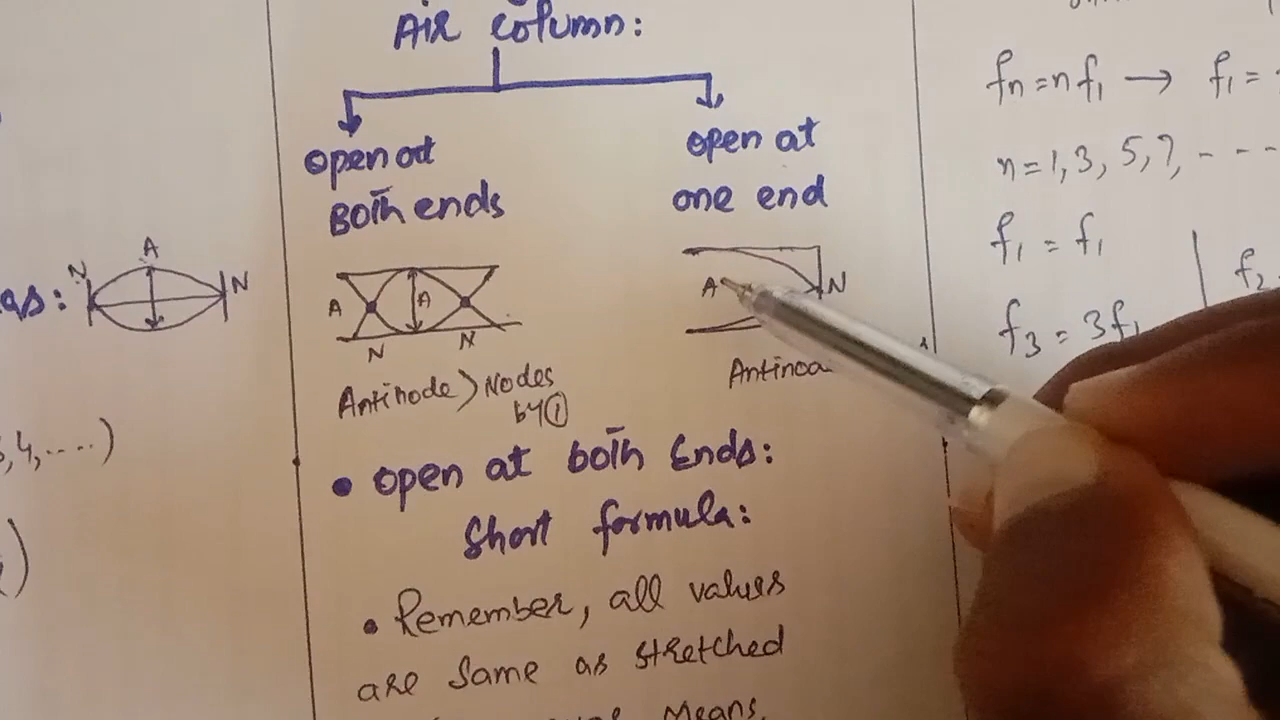 Air column:
open at
Both ends
open at
one end
as:
N
A
N
A
A
N
N
A
N
Antinode > Nodes
by ①
Antinod
,4,....)
)
• open at both Ends:
Short formula:
• Remember, all values
are same as stretched
means,
fn = nf1 → f1 =
n = 1, 3, 5, 7, - - -
f1 = f1
f3 = 3f1
f2